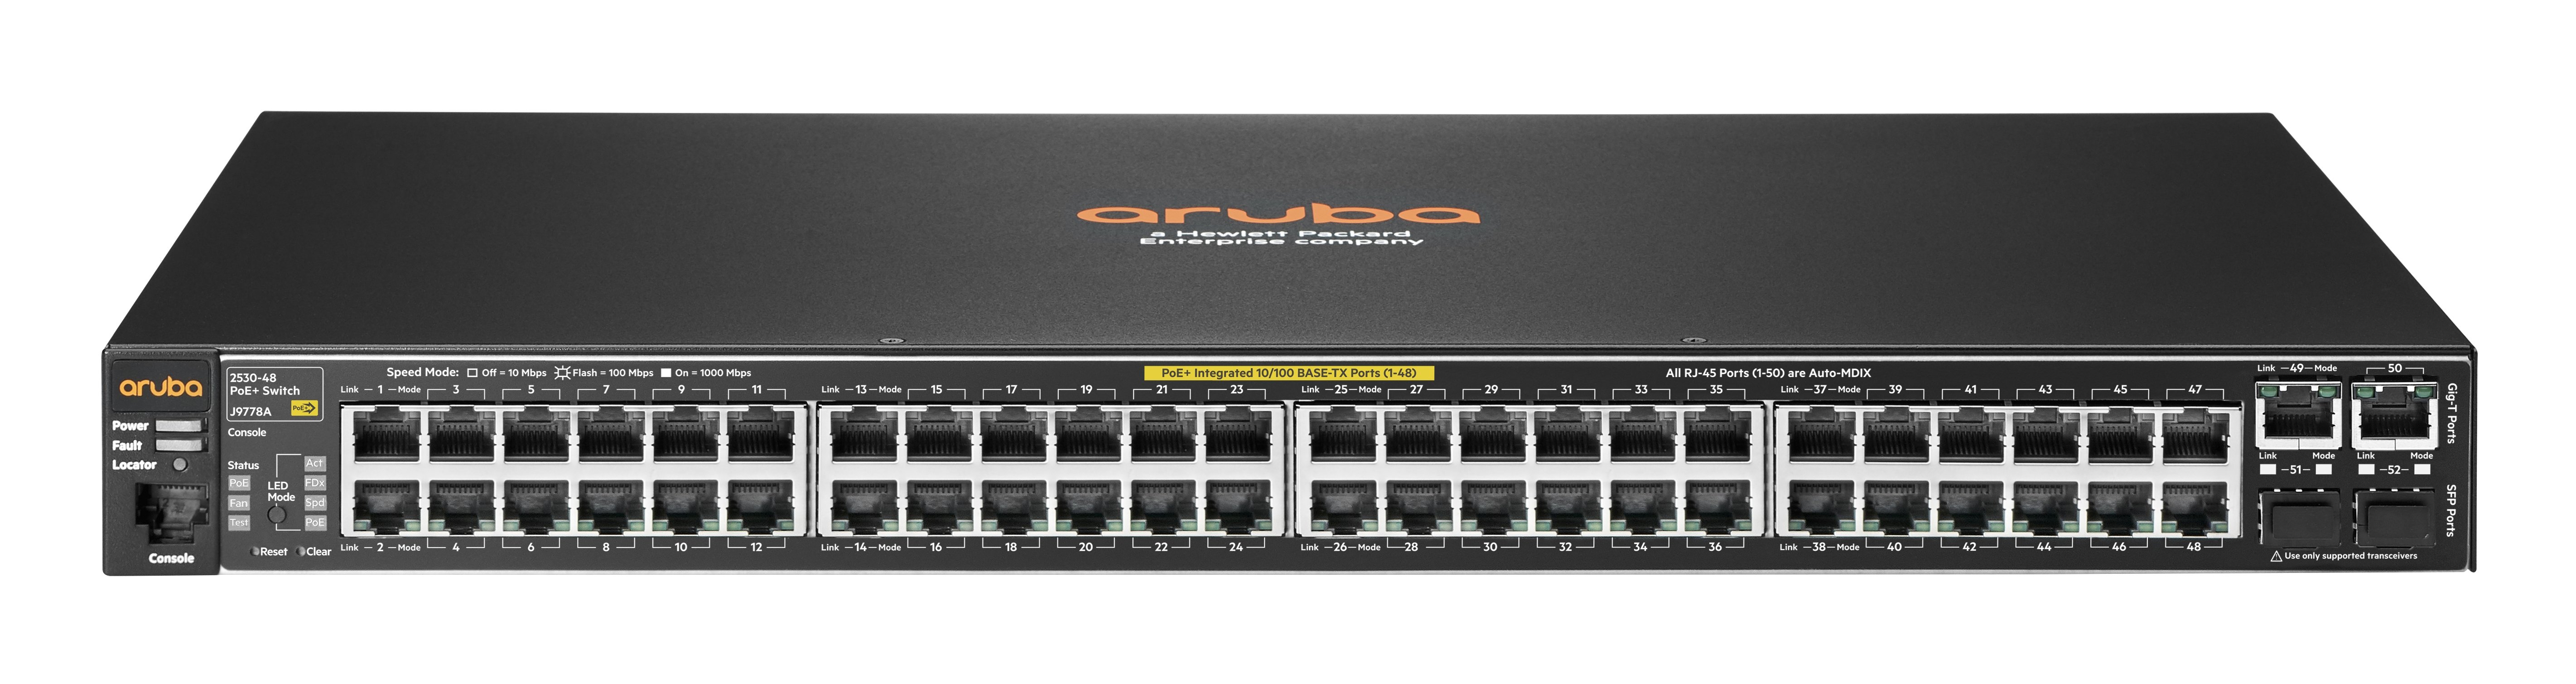 aruba
a Hewlett Packard
Enterprise company
aruba
Power
Fault
Locator
Console
2530-48
PoE+ Switch
J9778A
PoE+
Console
Status
PoE
Fan
Test
LED
Mode
Act
FDx
Spd
PoE
Reset Clear
Speed Mode: Off = 10 Mbps Flash = 100 Mbps On = 1000 Mbps
PoE+ Integrated 10/100 BASE-TX Ports (1-48)
All RJ-45 Ports (1-50) are Auto-MDIX
Link 1 Mode 3 5 7 9 11
Link 13 Mode 15 17 19 21 23
Link 25 Mode 27 29 31 33 35
Link 37 Mode 39 41 43 45 47
Link 2 Mode 4 6 8 10 12
Link 14 Mode 16 18 20 22 24
Link 26 Mode 28 30 32 34 36
Link 38 Mode 40 42 44 46 48
Link 49 Mode 50
Gig-T Ports
Link Mode Link Mode
51 52
SFP Ports
Use only supported transceivers